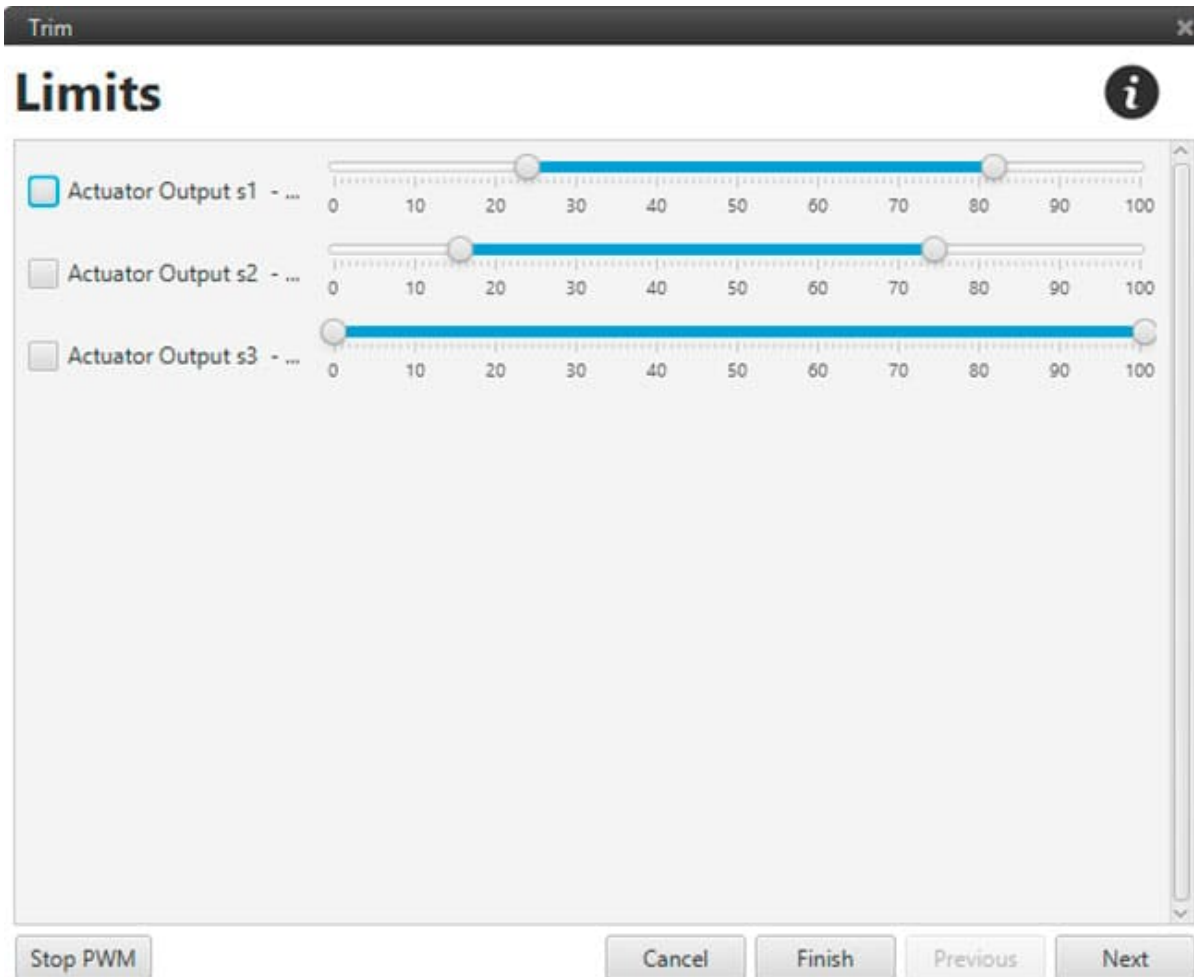 Trim
Limits
Actuator Output s1 - ...
0 10 20 30 40 50 60 70 80 90 100
Actuator Output s2 - ...
0 10 20 30 40 50 60 70 80 90 100
Actuator Output s3 - ...
0 10 20 30 40 50 60 70 80 90 100
Stop PWM Cancel Finish Previous Next